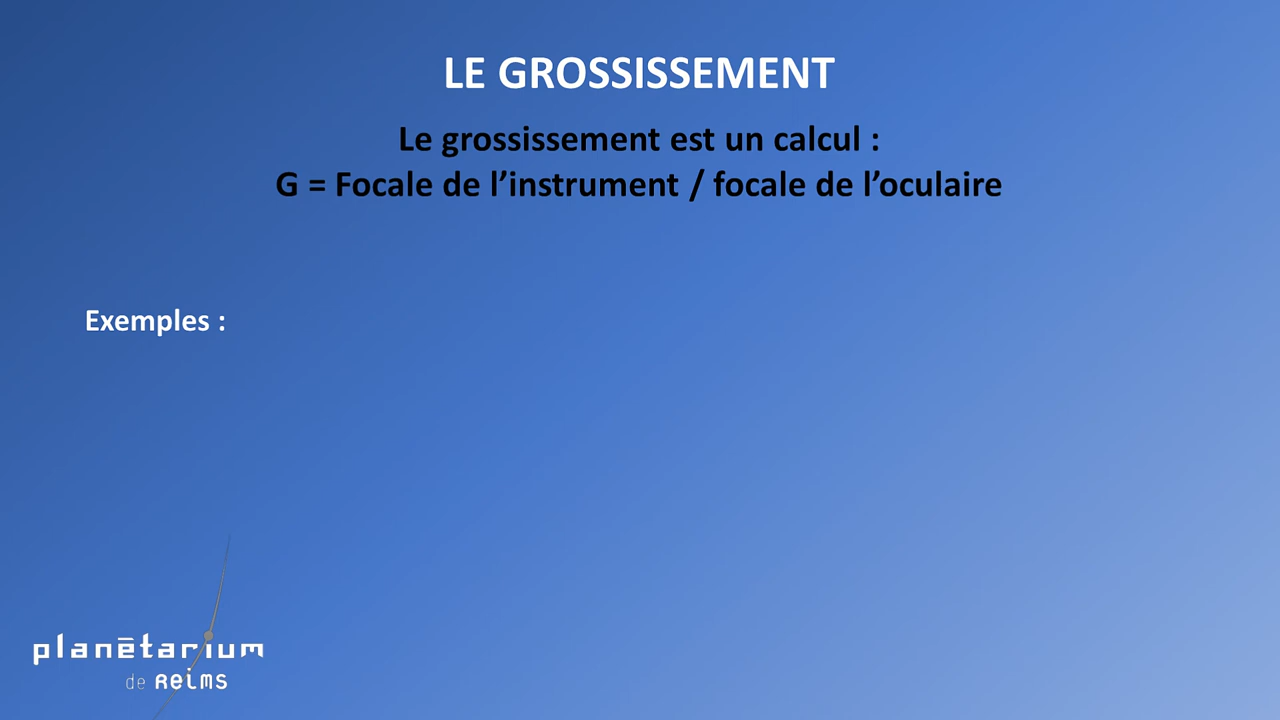 LE GROSSISSEMENT
Le grossissement est un calcul :
G = Focale de l’instrument / focale de l’oculaire
Exemples :
planētarium
de Reims